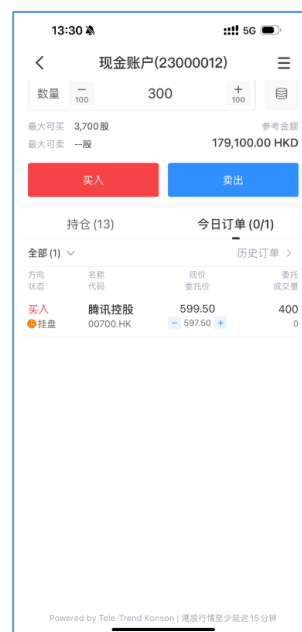 13:30 5G
现金账户(23000012)
数量 − 100 300 + 100
最大可买 3,700股 参考金额
最大可卖 --股 179,100.00 HKD
买入 卖出
持仓(13) 今日订单(0/1)
全部(1) 历史订单 >
方向 名称 现价 委托
状态 代码 委托价 成交量
买入 腾讯控股 599.50 400
挂盘 00700.HK − 597.50 + 0
Powered by Tele-Trend Konson | 港股行情至少延迟15分钟